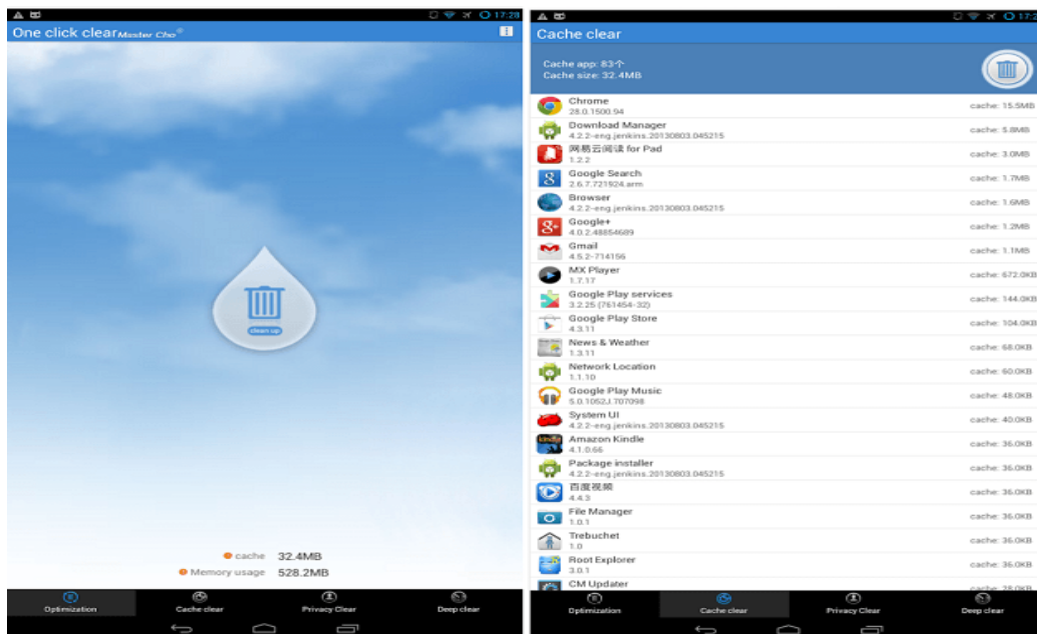 17:28
One click clear Master Cho®
clean up
cache 32.4MB
Memory usage 528.2MB
Optimization
Cache clear
Privacy Clear
Deep clear
17:2
Cache clear
Cache app: 83个
Cache size: 32.4MB
Chrome
28.0.1500.94
cache: 15.5MB
Download Manager
4.2.2-eng.jenkins.20130803.045215
cache: 5.8MB
网易云阅读 for Pad
1.2.2
cache: 3.0MB
Google Search
2.6.7.721924.arm
cache: 1.7MB
Browser
4.2.2-eng.jenkins.20130803.045215
cache: 1.6MB
Google+
4.0.2.48854689
cache: 1.2MB
Gmail
4.5.2-714156
cache: 1.1MB
MX Player
1.7.17
cache: 672.0KB
Google Play services
3.2.25 (761454-32)
cache: 144.0KB
Google Play Store
4.3.11
cache: 104.0KB
News & Weather
1.3.11
cache: 68.0KB
Network Location
1.1.10
cache: 60.0KB
Google Play Music
5.0.1052J.707098
cache: 48.0KB
System UI
4.2.2-eng.jenkins.20130803.045215
cache: 40.0KB
Amazon Kindle
4.1.0.66
cache: 36.0KB
Package installer
4.2.2-eng.jenkins.20130803.045215
cache: 36.0KB
百度视频
4.4.3
cache: 36.0KB
File Manager
1.0.1
cache: 36.0KB
Trebuchet
1.0
cache: 36.0KB
Root Explorer
3.0.1
cache: 36.0KB
CM Updater
cache: 28.0KB
Optimization
Cache clear
Privacy Clear
Deep clear